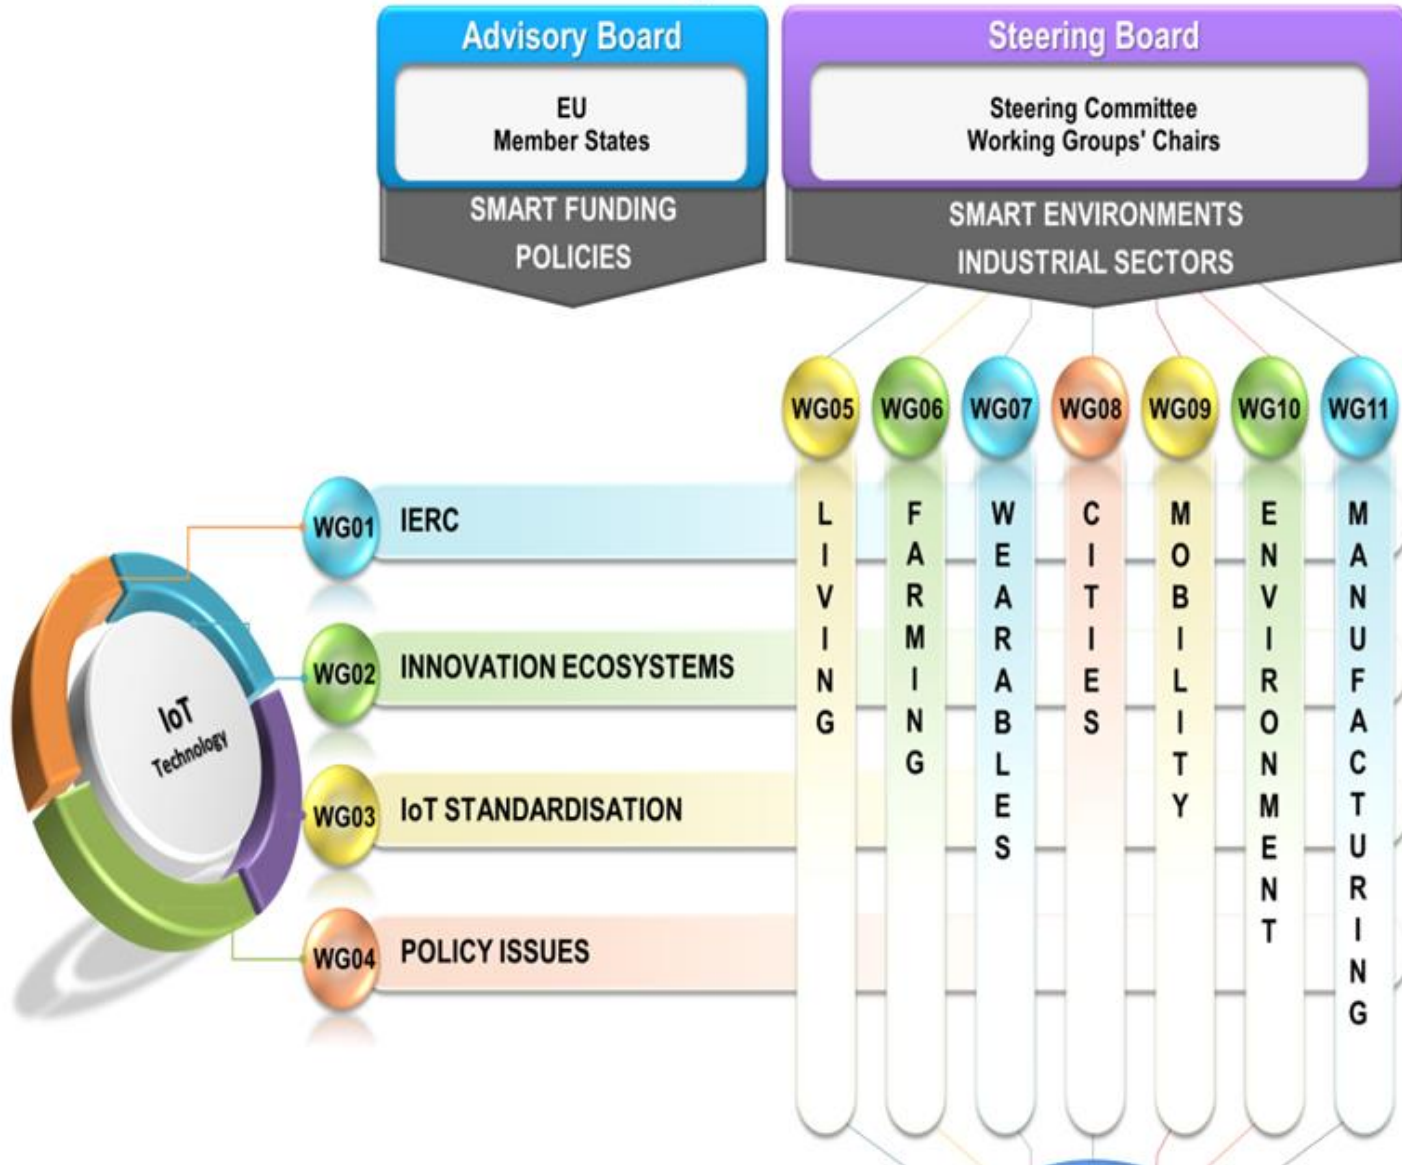 Advisory Board
EU
Member States
SMART FUNDING
POLICIES
Steering Board
Steering Committee
Working Groups' Chairs
SMART ENVIRONMENTS
INDUSTRIAL SECTORS
WG05
WG06
WG07
WG08
WG09
WG10
WG11
LIVING
FARMING
WEARABLES
CITIES
MOBILITY
ENVIRONMENT
MANUFACTURING
WG01
IERC
WG02
INNOVATION ECOSYSTEMS
WG03
IoT STANDARDISATION
WG04
POLICY ISSUES
IoT
Technology